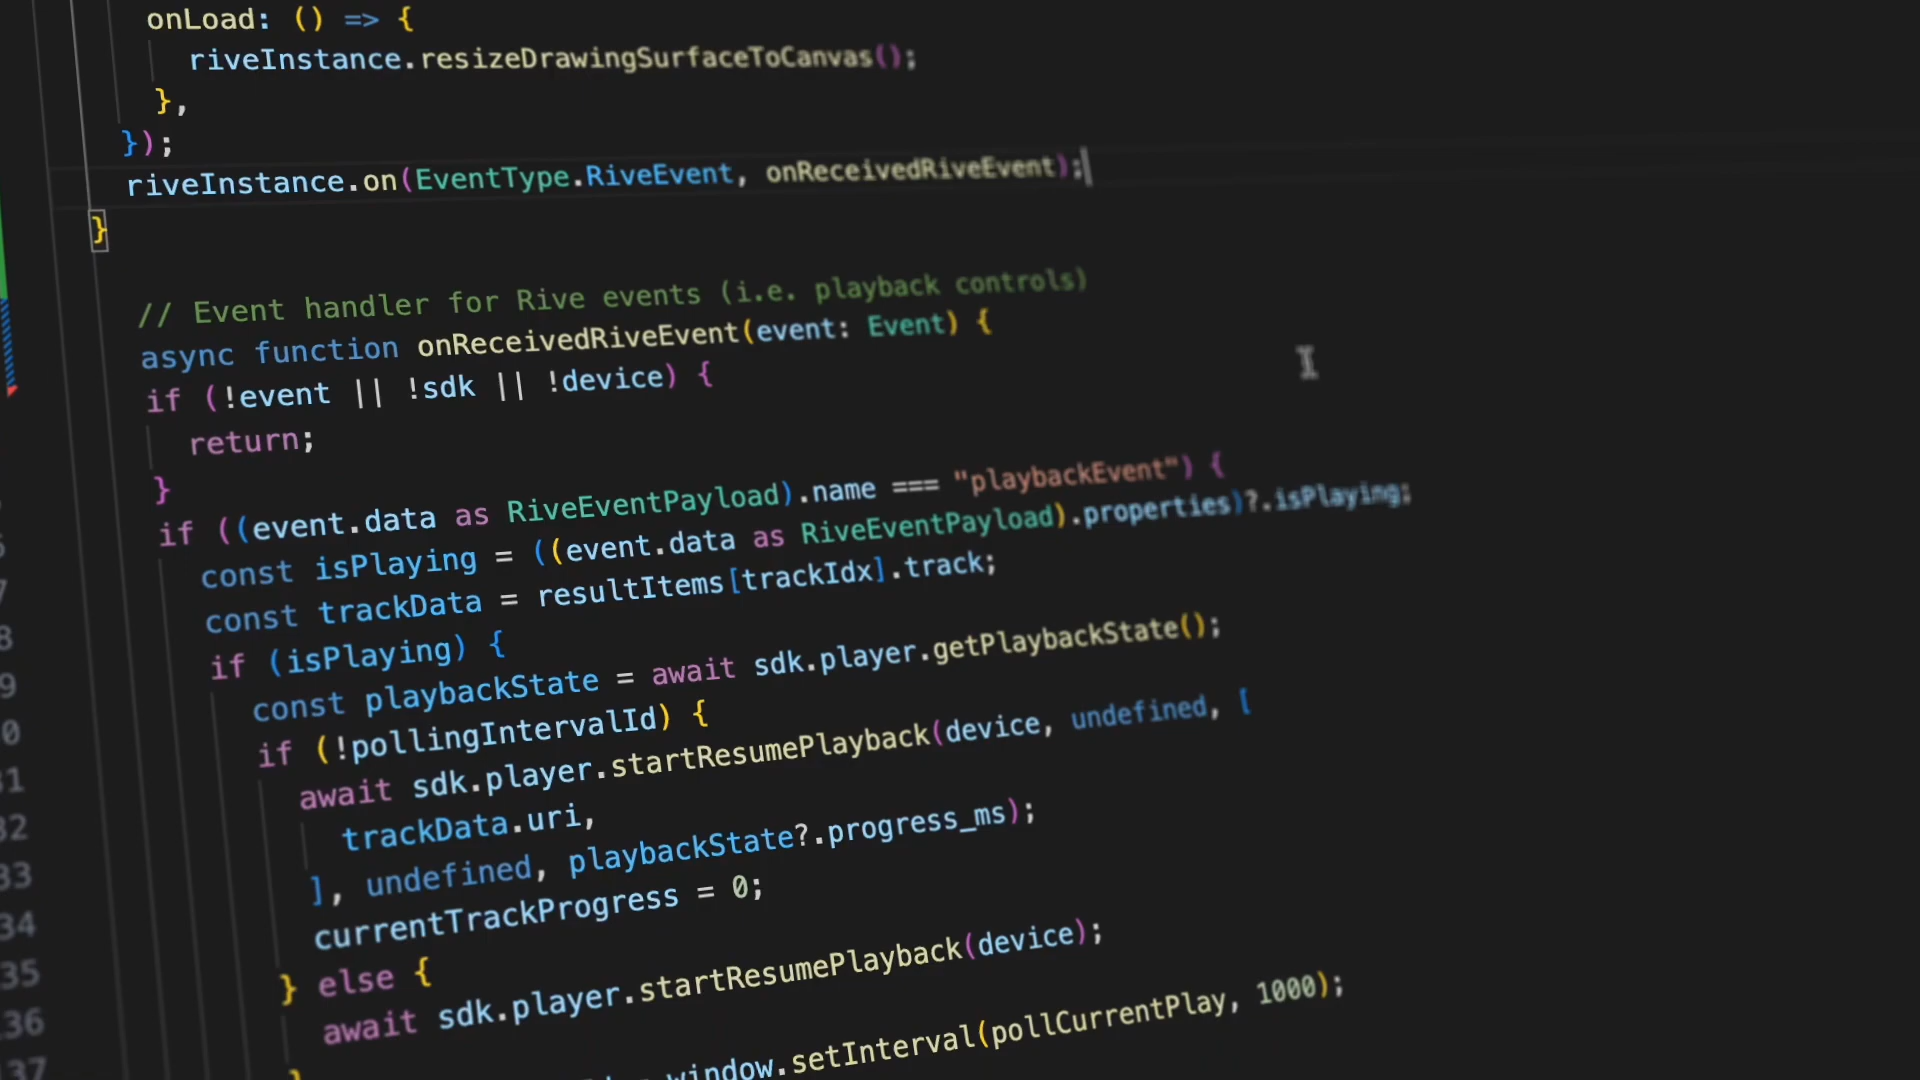 onLoad: () => {
riveInstance.resizeDrawingSurfaceToCanvas();
},
});
riveInstance.on(EventType.RiveEvent, onReceivedRiveEvent);
}
// Event handler for Rive events (i.e. playback controls)
async function onReceivedRiveEvent(event: Event) {
if (!event || !sdk || !device) {
return;
}
if ((event.data as RiveEventPayload).name === "playbackEvent") {
const isPlaying = ((event.data as RiveEventPayload).properties)?.isPlaying;
const trackData = resultItems[trackIdx].track;
if (isPlaying) {
const playbackState = await sdk.player.getPlaybackState();
if (!pollingIntervalId) {
await sdk.player.startResumePlayback(device, undefined, [
trackData.uri,
], undefined, playbackState?.progress_ms);
currentTrackProgress = 0;
} else {
await sdk.player.startResumePlayback(device);
}
window.setInterval(pollCurrentPlay, 1000);